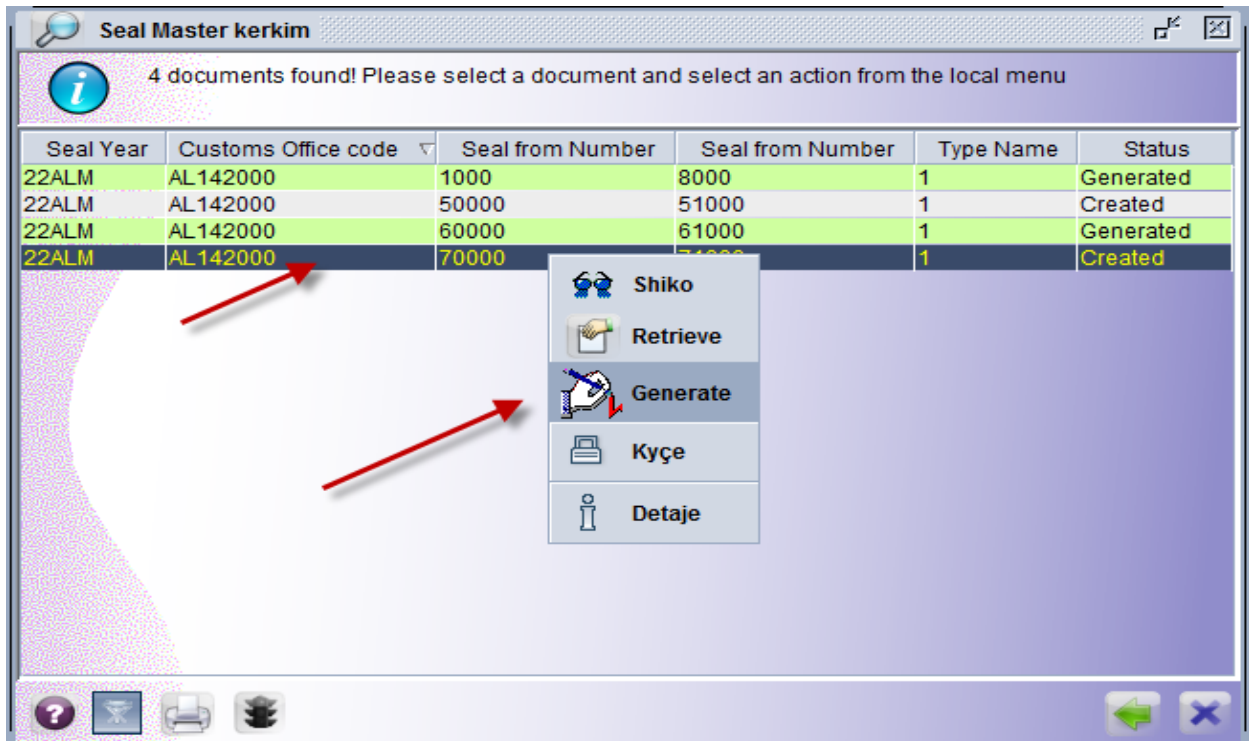 Seal Master kerkim
4 documents found! Please select a document and select an action from the local menu
Seal Year Customs Office code Seal from Number Seal from Number Type Name Status
22ALM AL142000 1000 8000 1 Generated
22ALM AL142000 50000 51000 1 Created
22ALM AL142000 60000 61000 1 Generated
22ALM AL142000 70000 1 Created
Shiko
Retrieve
Generate
Kyçe
Detaje